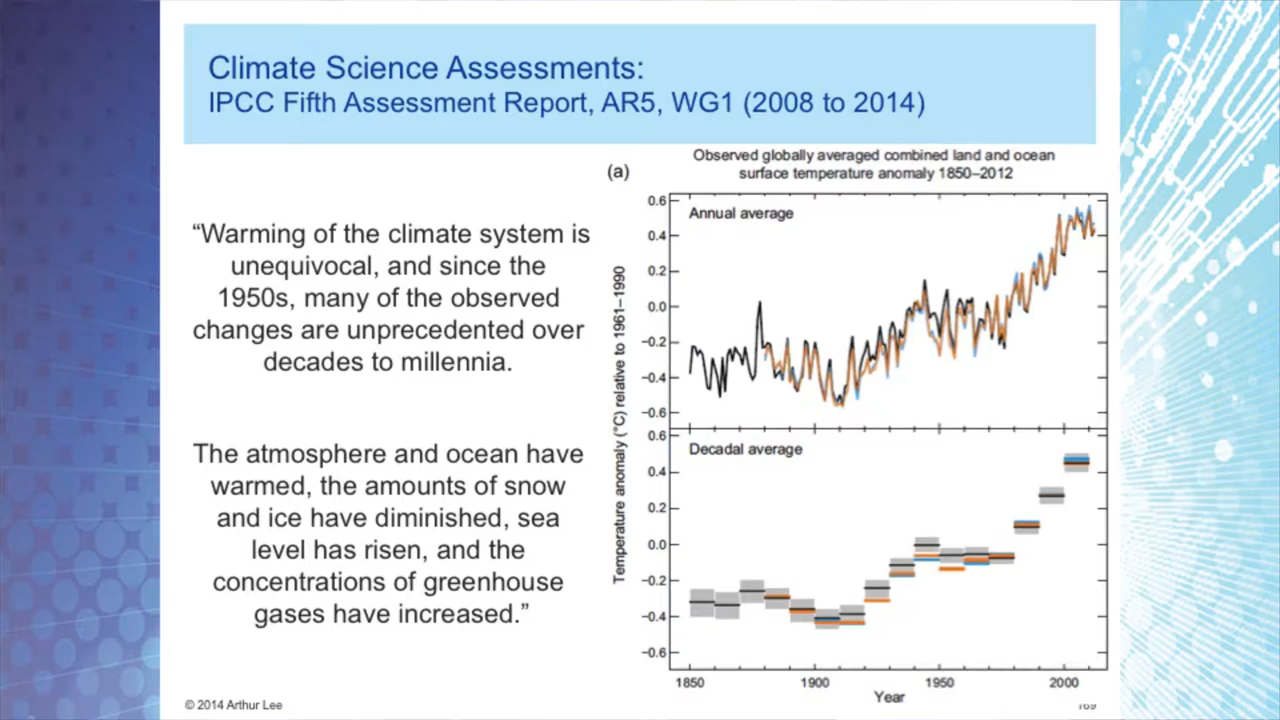 Climate Science Assessments:
IPCC Fifth Assessment Report, AR5, WG1 (2008 to 2014)
“Warming of the climate system is
unequivocal, and since the
1950s, many of the observed
changes are unprecedented over
decades to millennia.
The atmosphere and ocean have
warmed, the amounts of snow
and ice have diminished, sea
level has risen, and the
concentrations of greenhouse
gases have increased.”
(a)
Observed globally averaged combined land and ocean
surface temperature anomaly 1850–2012
Temperature anomaly (°C) relative to 1961–1990
Annual average
0.6
0.4
0.2
0.0
−0.2
−0.4
−0.6
Decadal average
0.6
0.4
0.2
0.0
−0.2
−0.4
−0.6
1850 1900 1950 2000
Year
© 2014 Arthur Lee